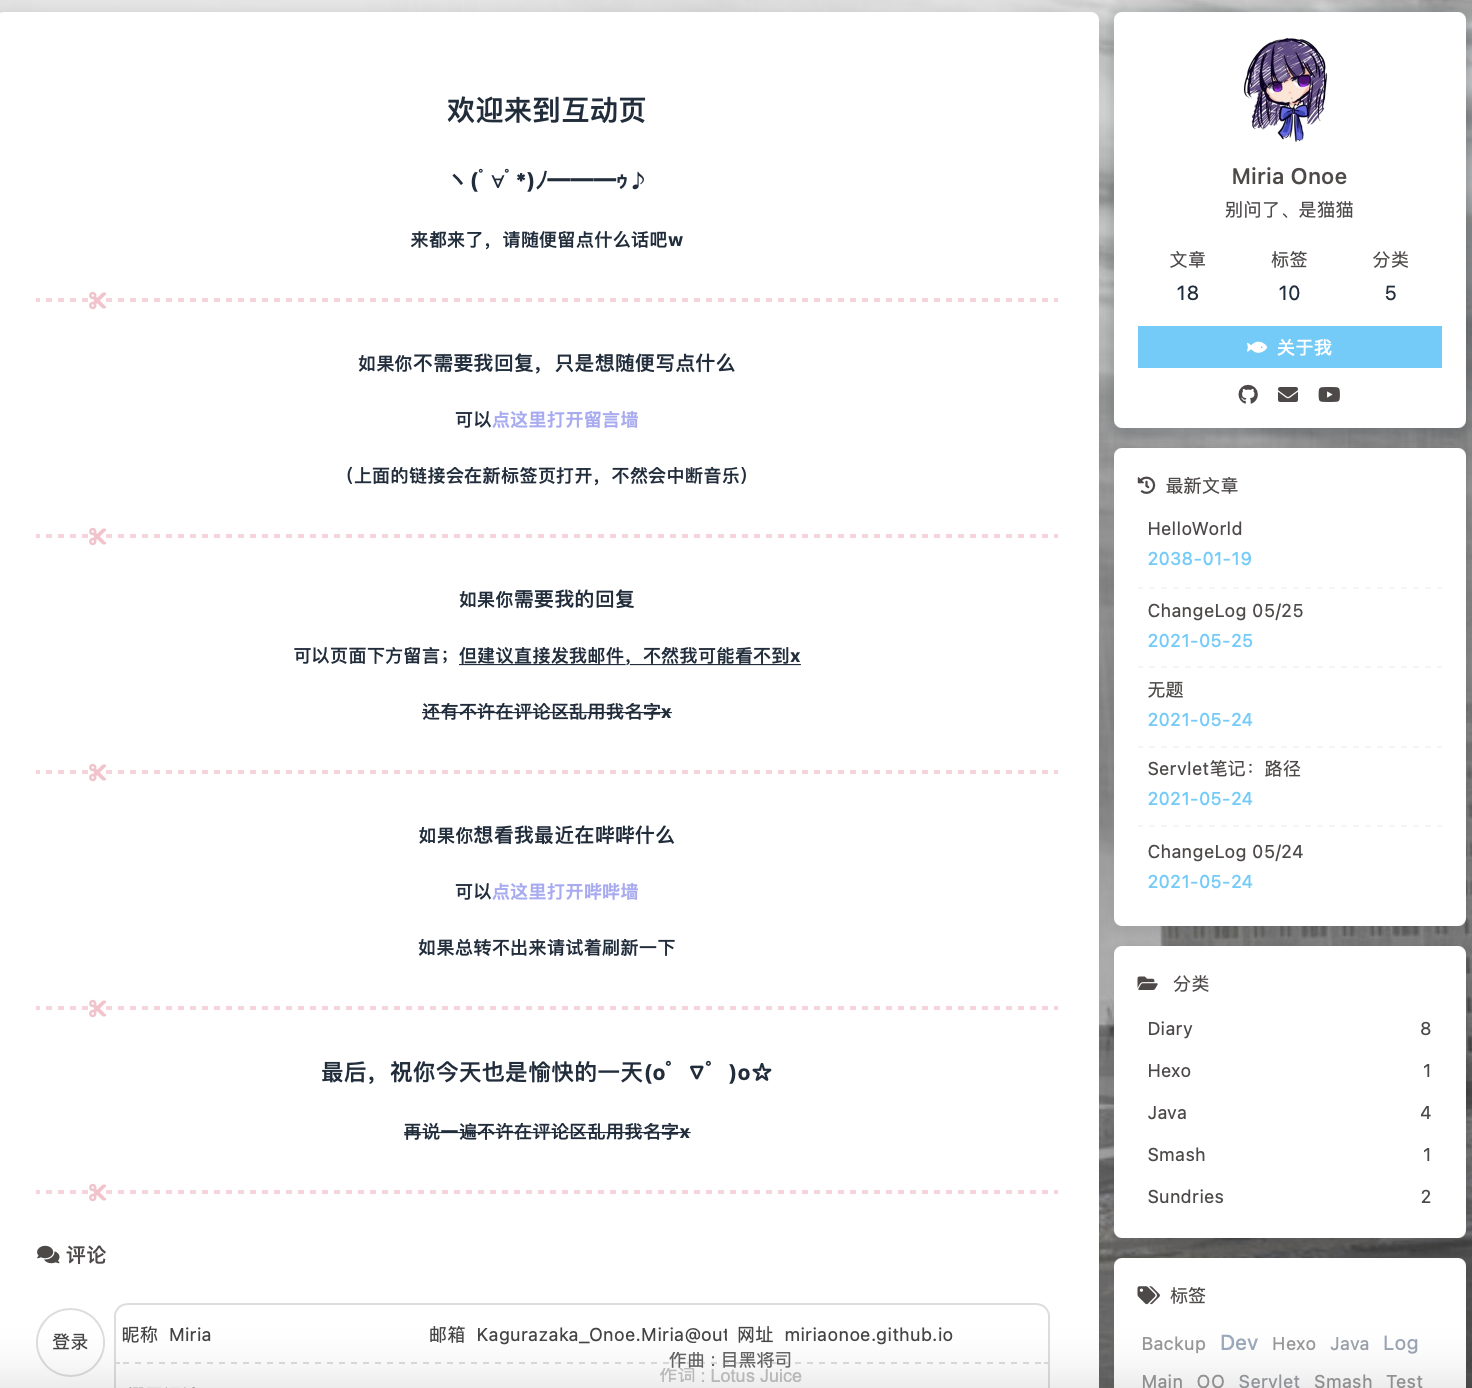 欢迎来到互动页
ヽ(ﾟ∀ﾟ*)ﾉ━━━ゥ♪
来都来了，请随便留点什么话吧w
如果你不需要我回复，只是想随便写点什么
可以点这里打开留言墙
（上面的链接会在新标签页打开，不然会中断音乐）
如果你需要我的回复
可以页面下方留言；但建议直接发我邮件，不然我可能看不到x
还有不许在评论区乱用我名字x
如果你想看我最近在哔哔什么
可以点这里打开哔哔墙
如果总转不出来请试着刷新一下
最后，祝你今天也是愉快的一天(o゜▽゜)o☆
再说一遍不许在评论区乱用我名字x
评论
登录
昵称 Miria
邮箱 Kagurazaka_Onoe.Miria@out
网址 miriaonoe.github.io
作曲 : 目黑将司
作词 : Lotus Juice
Miria Onoe
别问了、是猫猫
文章 标签 分类
18 10 5
关于我
最新文章
HelloWorld
2038-01-19
ChangeLog 05/25
2021-05-25
无题
2021-05-24
Servlet笔记：路径
2021-05-24
ChangeLog 05/24
2021-05-24
分类
Diary 8
Hexo 1
Java 4
Smash 1
Sundries 2
标签
Backup Dev Hexo Java Log
Main OO Servlet Smash Test